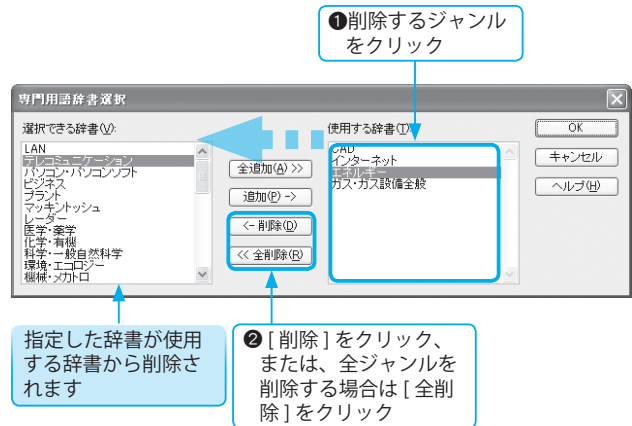 ❶削除するジャンル
をクリック
専門用語辞書選択
選択できる辞書(V):
使用する辞書(T):
LAN
テレコミュニケーション
パソコン・パソコンソフト
ビジネス
プラント
マッキントッシュ
レーダー
医学・薬学
化学・有機
科学・一般自然科学
環境・エコロジー
機械・メカトロ
全追加(A) >>
追加(P) ->
<- 削除(D)
<< 全削除(R)
CAD
インターネット
エネルギー
ガス・ガス設備全般
OK
キャンセル
ヘルプ(H)
指定した辞書が使用
する辞書から削除さ
れます
❷ [ 削除 ] をクリック、
または、全ジャンルを
削除する場合は [ 全削
除 ] をクリック